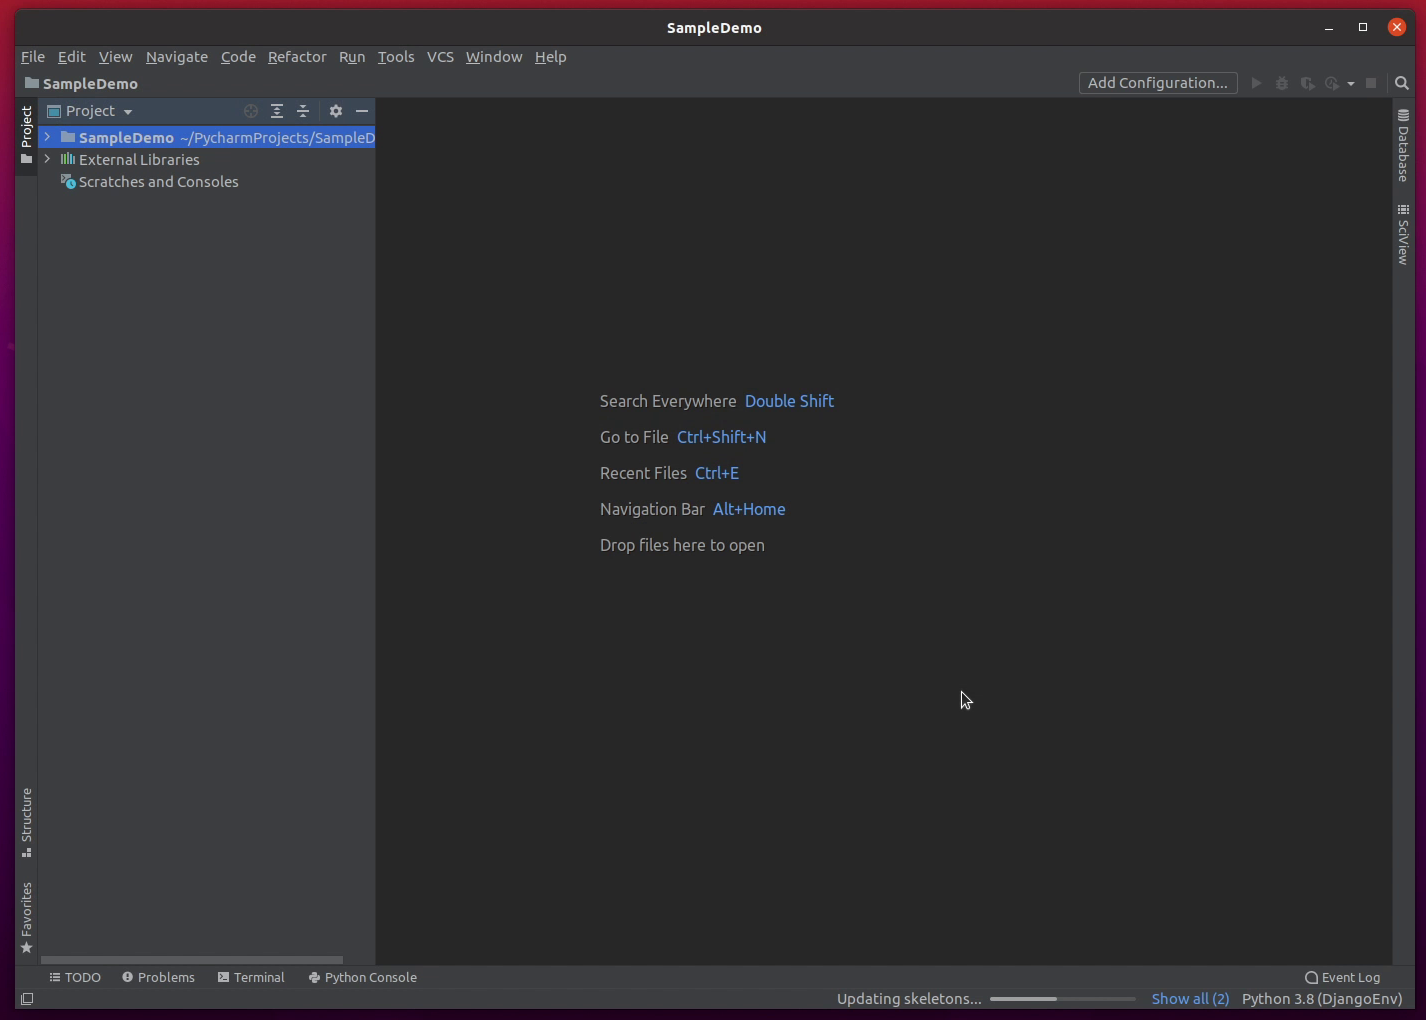 SampleDemo
File Edit View Navigate Code Refactor Run Tools VCS Window Help
SampleDemo
Add Configuration...
Project
Project
SampleDemo ~/PycharmProjects/SampleD
External Libraries
Scratches and Consoles
Database
SciView
Search Everywhere Double Shift
Go to File Ctrl+Shift+N
Recent Files Ctrl+E
Navigation Bar Alt+Home
Drop files here to open
Structure
Favorites
TODO Problems Terminal Python Console Event Log
Updating skeletons... Show all (2) Python 3.8 (DjangoEnv)